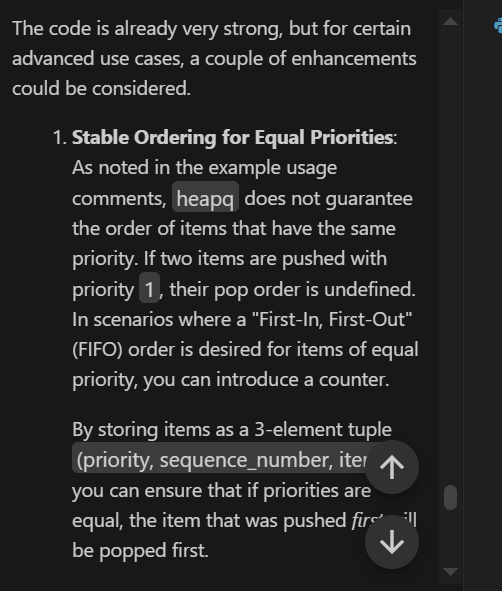 The code is already very strong, but for certain
advanced use cases, a couple of enhancements
could be considered.
1. Stable Ordering for Equal Priorities:
As noted in the example usage
comments, heapq does not guarantee
the order of items that have the same
priority. If two items are pushed with
priority 1, their pop order is undefined.
In scenarios where a "First-In, First-Out"
(FIFO) order is desired for items of equal
priority, you can introduce a counter.
By storing items as a 3-element tuple
(priority, sequence_number,
you can ensure that if priorities are
equal, the item that was pushed
be popped first.